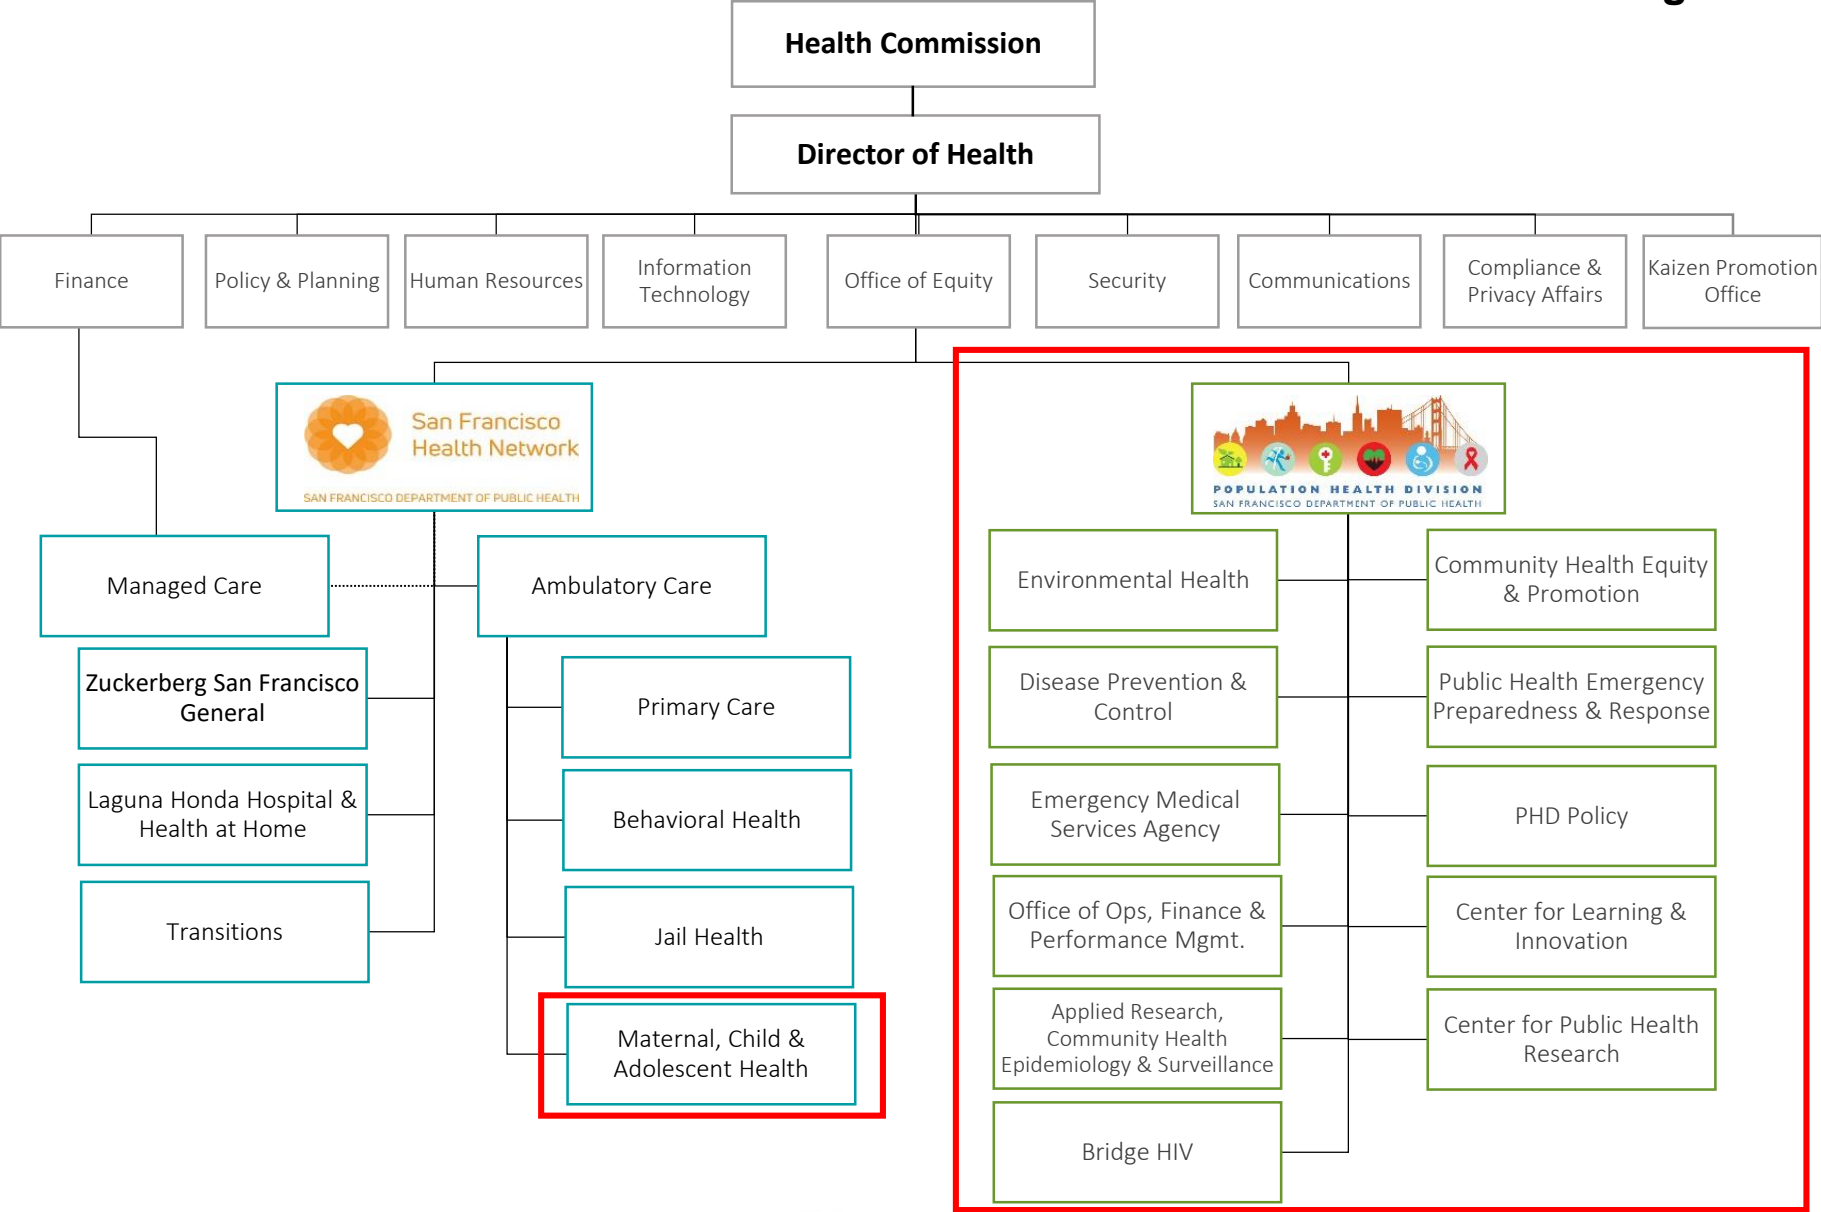 Health Commission
Director of Health
Finance
Policy & Planning
Human Resources
Information
Technology
Office of Equity
Security
Communications
Compliance &
Privacy Affairs
Kaizen Promotion
Office
San Francisco
Health Network
SAN FRANCISCO DEPARTMENT OF PUBLIC HEALTH
POPULATION HEALTH DIVISION
SAN FRANCISCO DEPARTMENT OF PUBLIC HEALTH
Managed Care
Ambulatory Care
Zuckerberg San Francisco
General
Laguna Honda Hospital &
Health at Home
Transitions
Primary Care
Behavioral Health
Jail Health
Maternal, Child &
Adolescent Health
Environmental Health
Community Health Equity
& Promotion
Disease Prevention &
Control
Public Health Emergency
Preparedness & Response
Emergency Medical
Services Agency
PHD Policy
Office of Ops, Finance &
Performance Mgmt.
Center for Learning &
Innovation
Applied Research,
Community Health
Epidemiology & Surveillance
Center for Public Health
Research
Bridge HIV